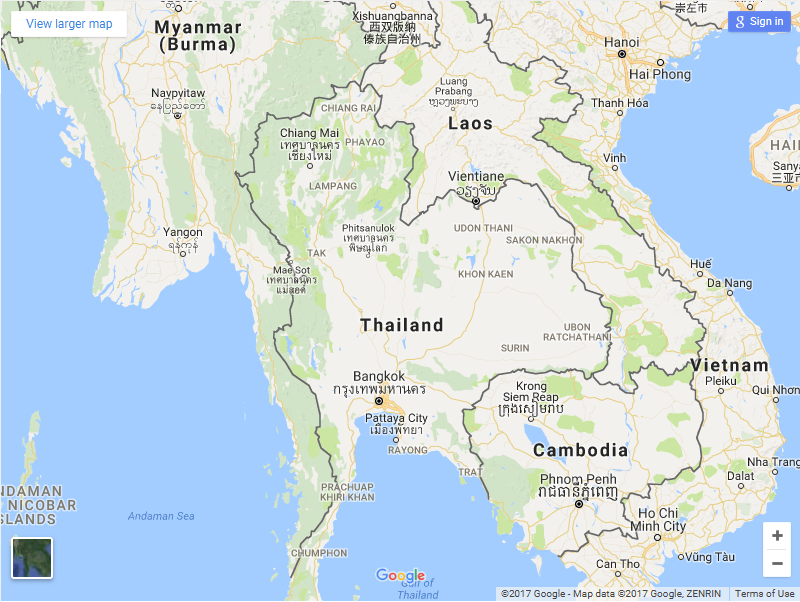 View larger map
Myanmar
(Burma)
Xishuangbanna
西双版纳
傣族自治州
崇左市
Sign in
Hanoi
Hai Phong
Luang
Prabang
ຫຼວງພະບາງ
Naypyitaw
နေပြည်တော်
CHIANG RAI
Laos
Thanh Hóa
Chiang Mai
เทศบาลนคร
เชียงใหม่
PHAYAO
HAI
Vinh
Sanya
三亚市
LAMPANG
Vientiane
ວຽງຈັນ
Yangon
ရန်ကုန်
Phitsanulok
เทศบาลนคร
พิษณุโลก
UDON THANI
SAKON NAKHON
TAK
Mae Sot
เทศบาลนคร
แม่สอด
KHON KAEN
Huế
Da Nang
Thailand
UBON
RATCHATHANI
SURIN
Vietnam
Bangkok
กรุงเทพมหานคร
Krong
Siem Reap
ក្រុងសៀមរាប
Pleiku
Qui Nhơn
Pattaya City
เมืองพัทยา
RAYONG
Cambodia
TRAT
Nha Trang
Dalat
Phnom Penh
រាជធានីភ្នំពេញ
NDAMAN
NICOBAR
SLANDS
PRACHUAP
KHIRI KHAN
Andaman Sea
Ho Chi
Minh City
CHUMPHON
Vũng Tàu
Can Tho
Google
Gulf of
Thailand
©2017 Google - Map data ©2017 Google, ZENRIN
Terms of Use